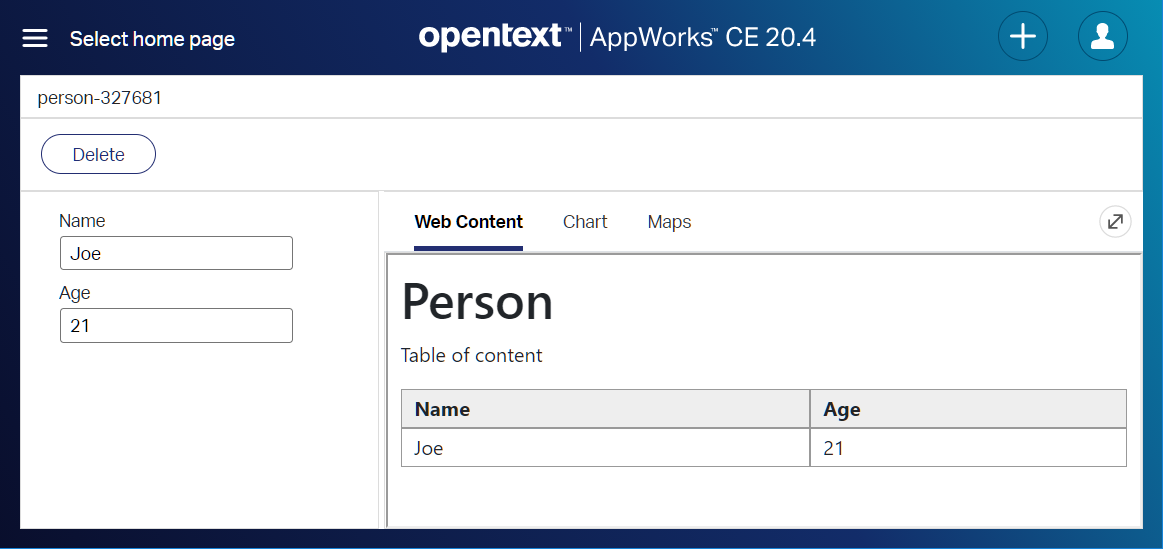 Select home page
opentext™ | AppWorks™ CE 20.4
person-327681
Delete
Name
Joe
Age
21
Web Content Chart Maps
Person
Table of content
Name Age
Joe 21